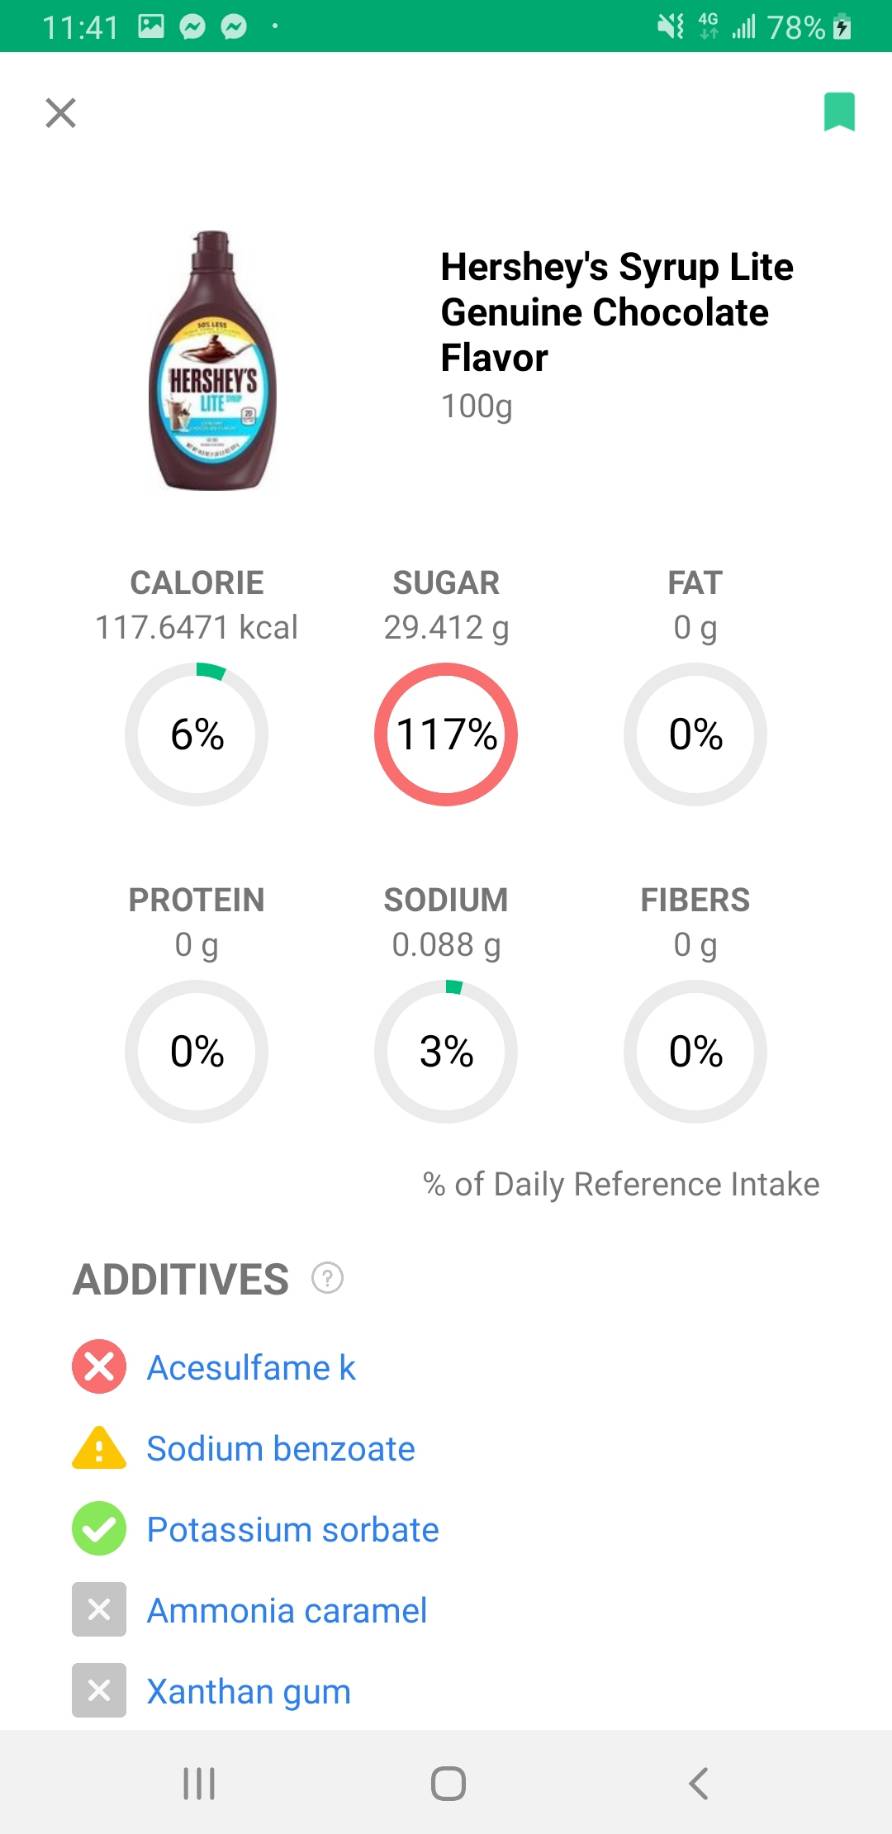 11:41
4G
78%
Hershey's Syrup Lite
Genuine Chocolate
Flavor
100g
50% LESS
HERSHEY'S
LITE SYRUP
CALORIE
117.6471 kcal
6%
SUGAR
29.412 g
117%
FAT
0 g
0%
PROTEIN
0 g
0%
SODIUM
0.088 g
3%
FIBERS
0 g
0%
% of Daily Reference Intake
ADDITIVES ?
Acesulfame k
Sodium benzoate
Potassium sorbate
Ammonia caramel
Xanthan gum